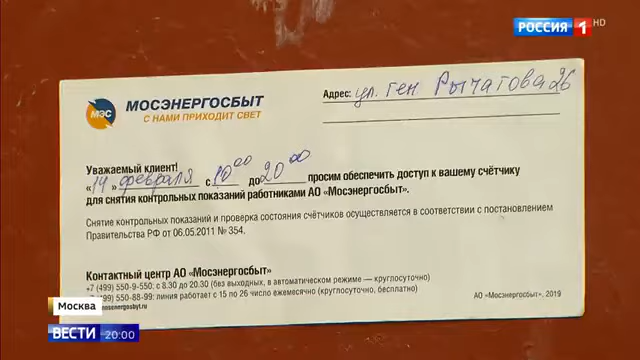 РОССИЯ 1 HD
МЭС
МОСЭНЕРГОСБЫТ
С НАМИ ПРИХОДИТ СВЕТ
Адрес: ул. ген Рычагова 26
Уважаемый клиент!
«14» февраля с 10 00 до 20 00 просим обеспечить доступ к вашему счётчику
для снятия контрольных показаний работниками АО «Мосэнергосбыт».
Снятие контрольных показаний и проверка состояния счётчиков осуществляется в соответствии с постановлением
Правительства РФ от 06.05.2011 № 354.
Контактный центр АО «Мосэнергосбыт»
+7 (499) 550-9-550: с 8.30 до 20.30 (без выходных, в автоматическом режиме — круглосуточно)
(499) 550-88-99: линия работает с 15 по 26 число ежемесячно (круглосуточно, бесплатно)
mosenergosbyt.ru
АО «Мосэнергосбыт», 2019
Москва
ВЕСТИ 20:00